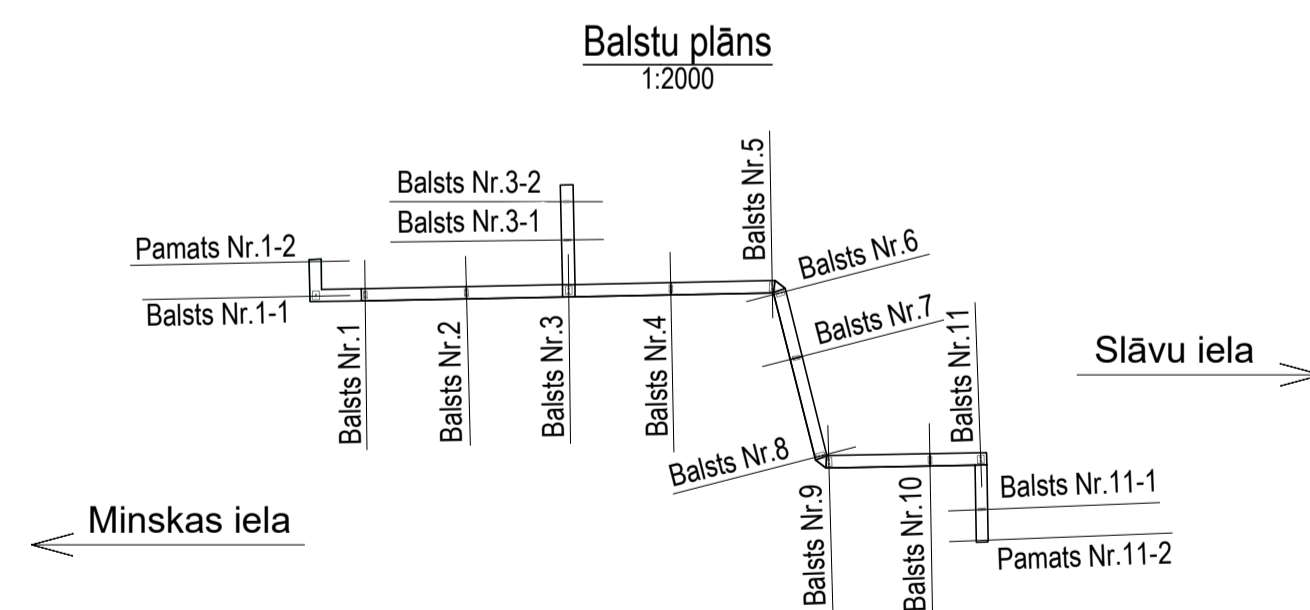 Balstu plāns
1:2000
Balsts Nr.5
Balsts Nr.3-2
Balsts Nr.3-1
Pamats Nr.1-2
Balsts Nr.6
Balsts Nr.1-1
Balsts Nr.7
Balsts Nr.1
Balsts Nr.2
Balsts Nr.3
Balsts Nr.4
Balsts Nr.11
Slāvu iela
Balsts Nr.8
Balsts Nr.11-1
Minskas iela
Balsts Nr.9
Balsts Nr.10
Pamats Nr.11-2